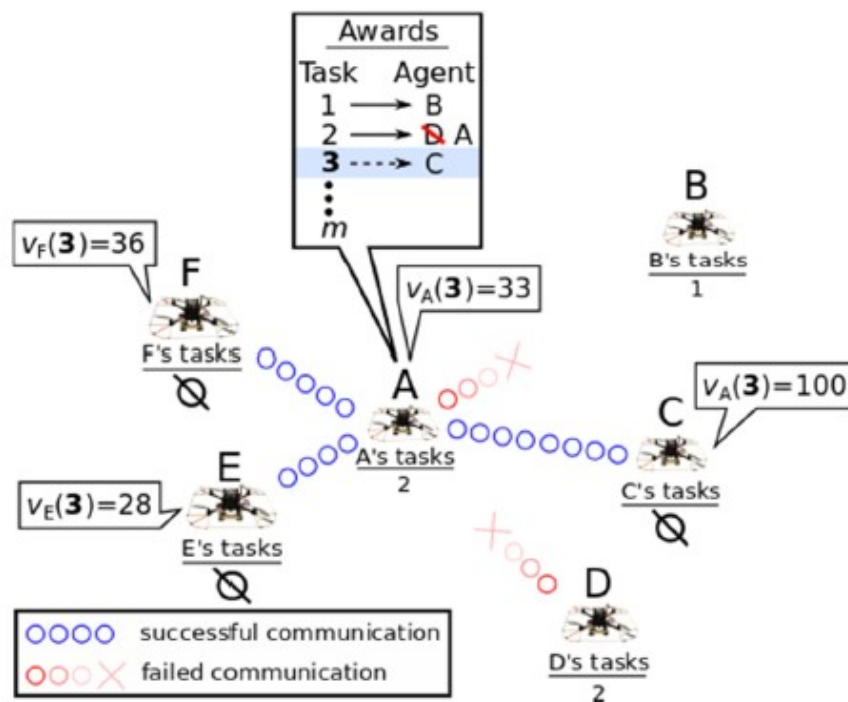 Awards
Task Agent
1 B
2 D A
3 C
m
B
B's tasks
1
v_F(3)=36
F
F's tasks
∅
v_A(3)=33
A
A's tasks
2
v_A(3)=100
C
C's tasks
∅
v_E(3)=28
E
E's tasks
∅
D
D's tasks
2
successful communication
failed communication